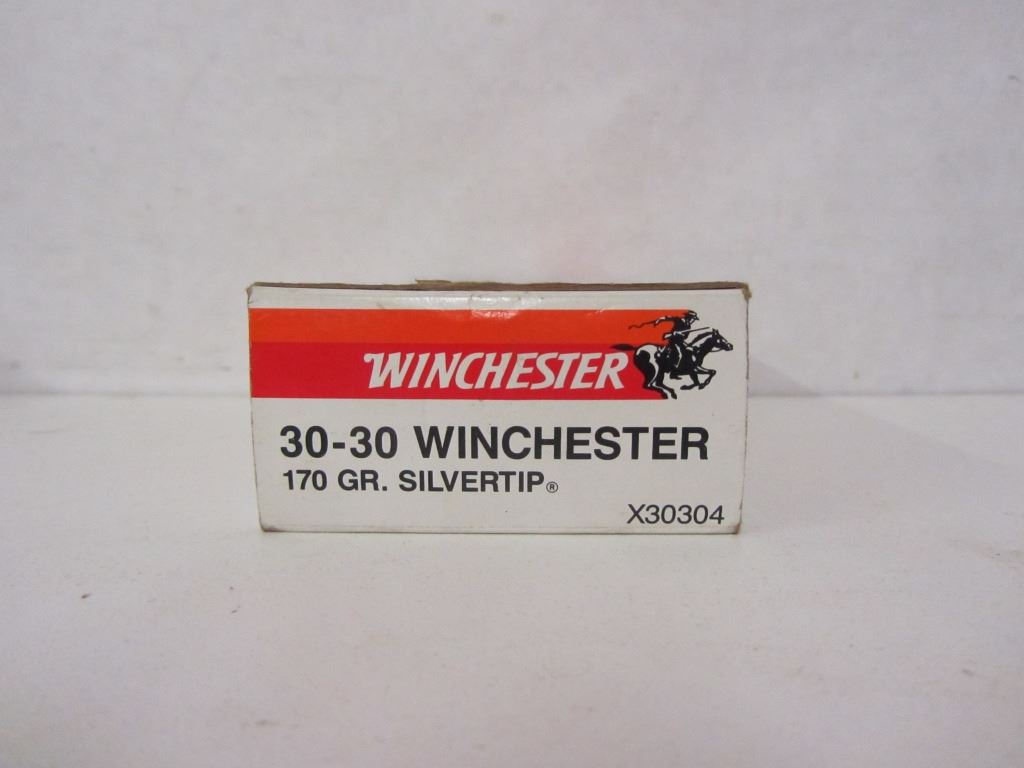 WINCHESTER
30-30 WINCHESTER
170 GR. SILVERTIP®
X30304